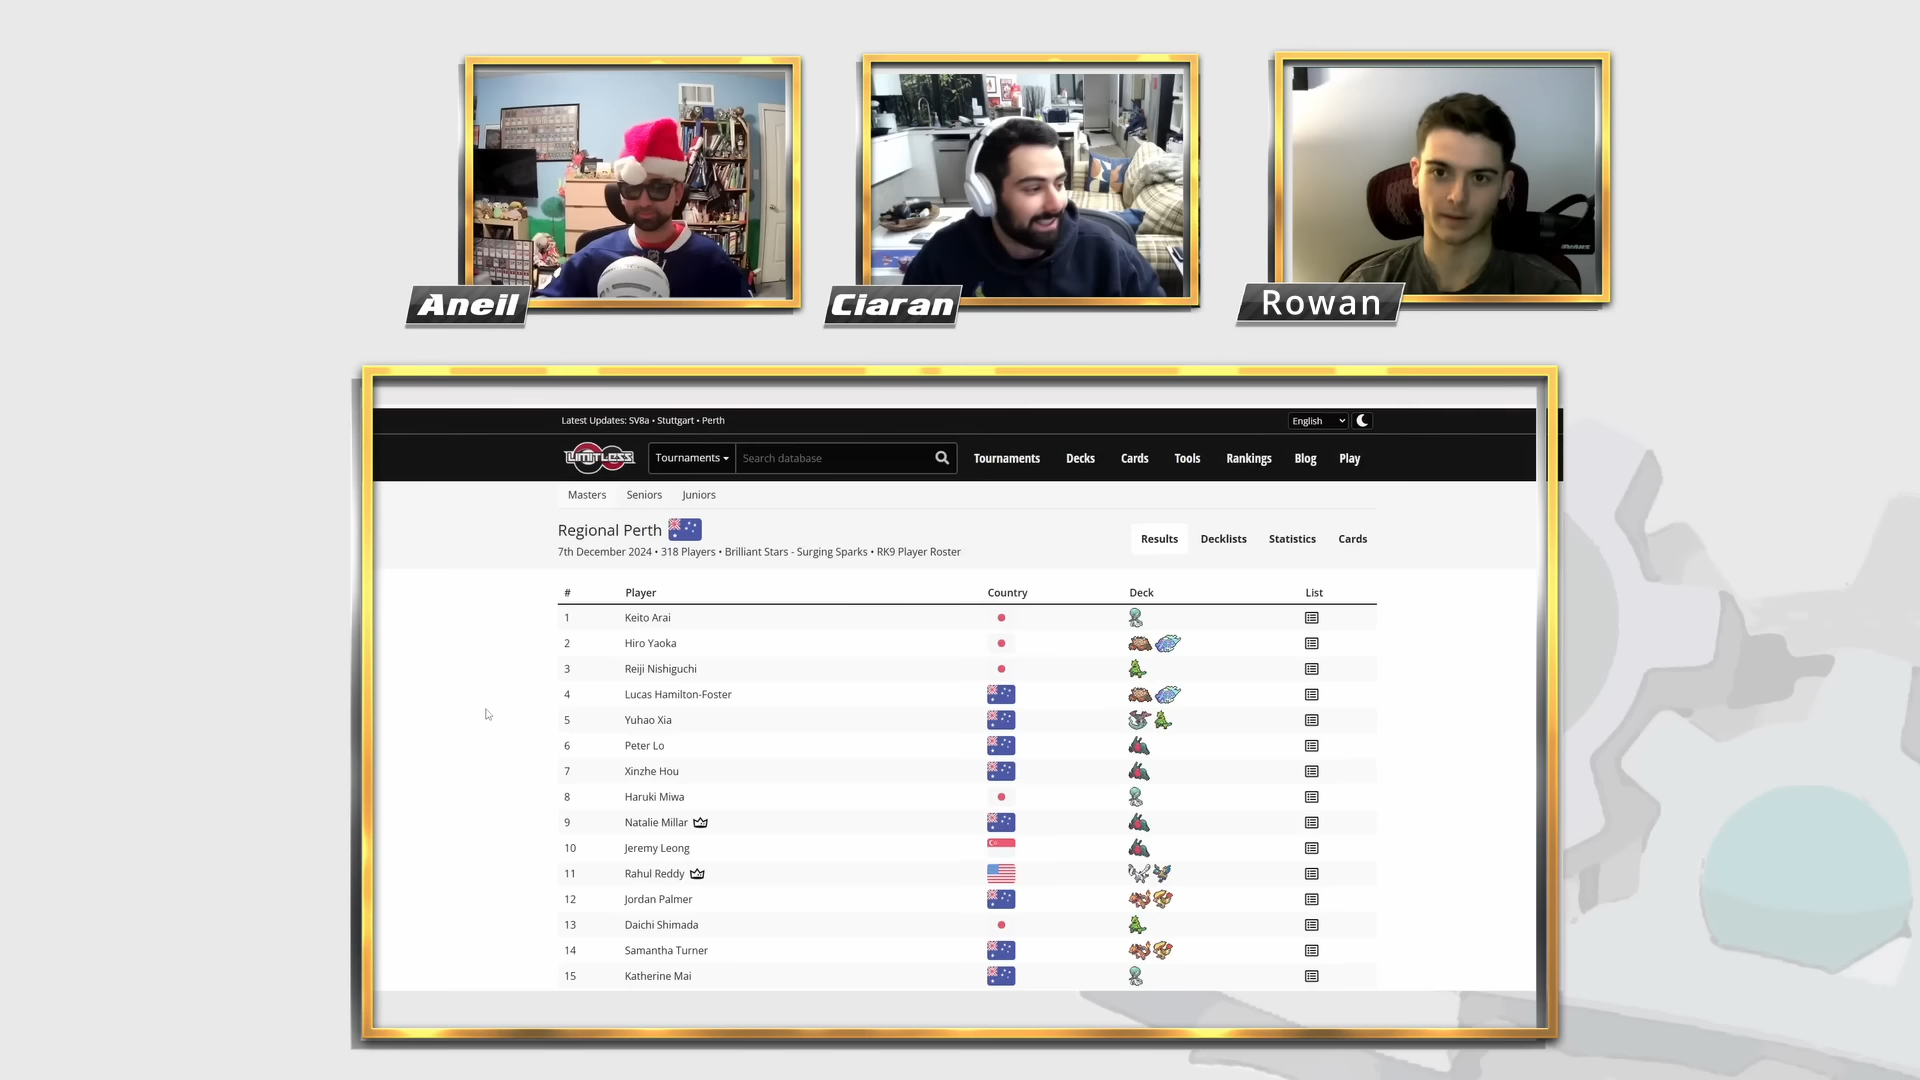 Aneil
Ciaran
Rowan
Latest Updates: SV8a • Stuttgart • Perth
English
LIMITLESS
Tournaments
Search database
Tournaments Decks Cards Tools Rankings Blog Play
Masters Seniors Juniors
Regional Perth
7th December 2024 • 318 Players • Brilliant Stars - Surging Sparks • RK9 Player Roster
Results Decklists Statistics Cards
# Player Country Deck List
1 Keito Arai
2 Hiro Yaoka
3 Reiji Nishiguchi
4 Lucas Hamilton-Foster
5 Yuhao Xia
6 Peter Lo
7 Xinzhe Hou
8 Haruki Miwa
9 Natalie Millar
10 Jeremy Leong
11 Rahul Reddy
12 Jordan Palmer
13 Daichi Shimada
14 Samantha Turner
15 Katherine Mai